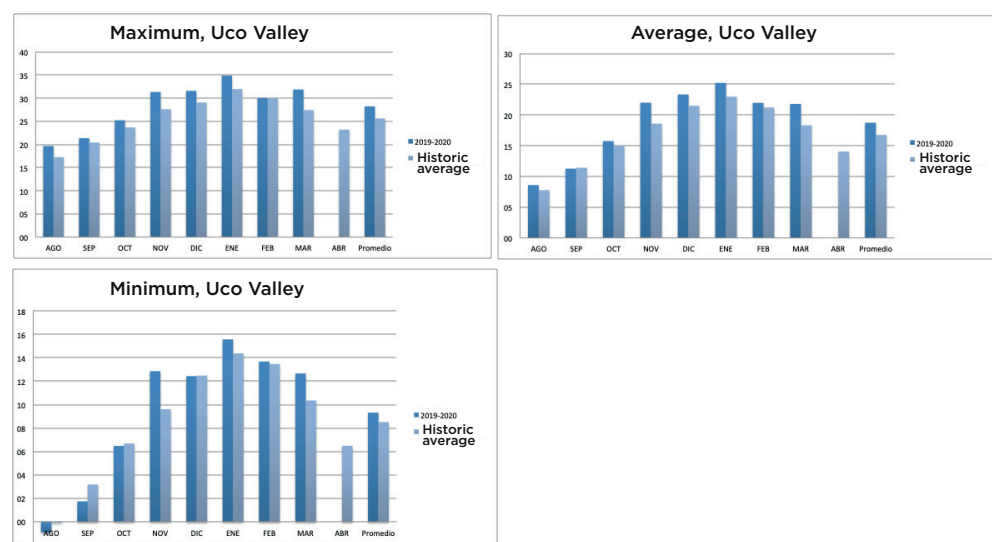 Maximum, Uco Valley
40
35
30
25
20
15
10
05
00
AGO SEP OCT NOV DIC ENE FEB MAR ABR Promedio
2019-2020
Historic
average
Average, Uco Valley
30
25
20
15
10
05
00
AGO SEP OCT NOV DIC ENE FEB MAR ABR Promedio
2019-2020
Historic
average
Minimum, Uco Valley
18
16
14
12
10
08
06
04
02
00
AGO SEP OCT NOV DIC ENE FEB MAR ABR Promedio
2019-2020
Historic
average